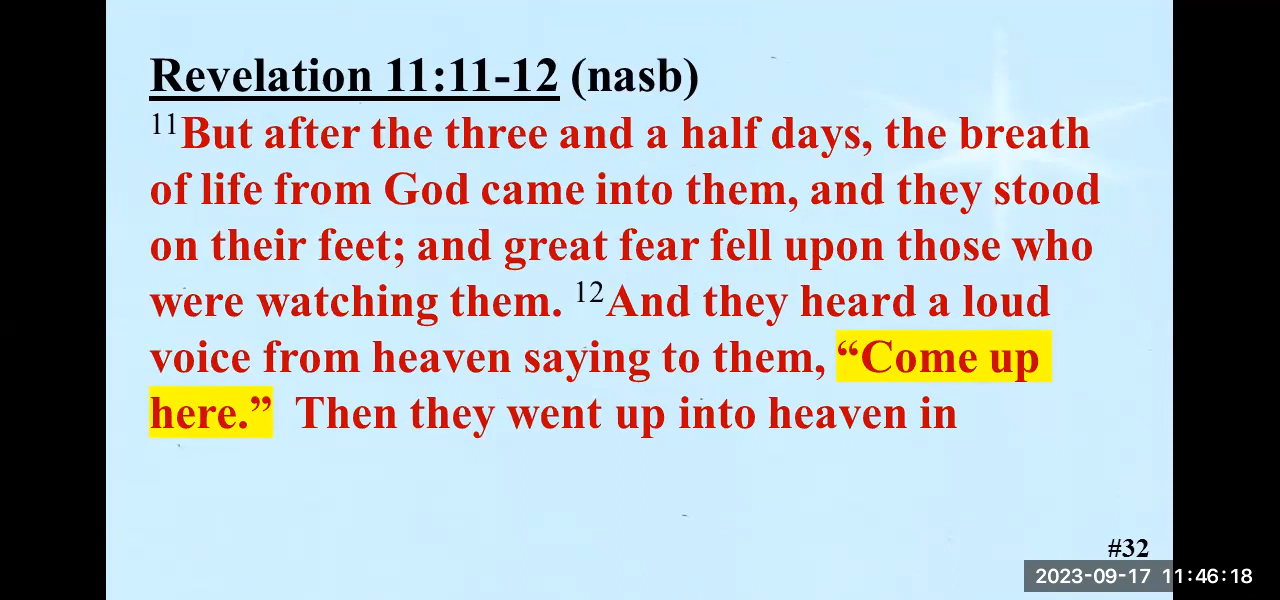 Revelation 11:11-12 (nasb)
11But after the three and a half days, the breath
of life from God came into them, and they stood
on their feet; and great fear fell upon those who
were watching them. 12And they heard a loud
voice from heaven saying to them, “Come up
here.”  Then they went up into heaven in
#32
2023-09-17 11:46:18